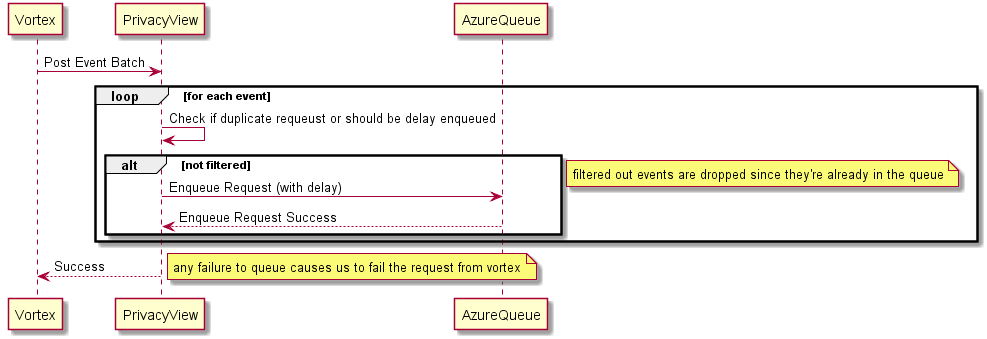 Vortex
PrivacyView
AzureQueue
Post Event Batch
loop
[for each event]
Check if duplicate requeust or should be delay enqueued
alt
[not filtered]
filtered out events are dropped since they're already in the queue
Enqueue Request (with delay)
Enqueue Request Success
Success
any failure to queue causes us to fail the request from vortex
Vortex
PrivacyView
AzureQueue